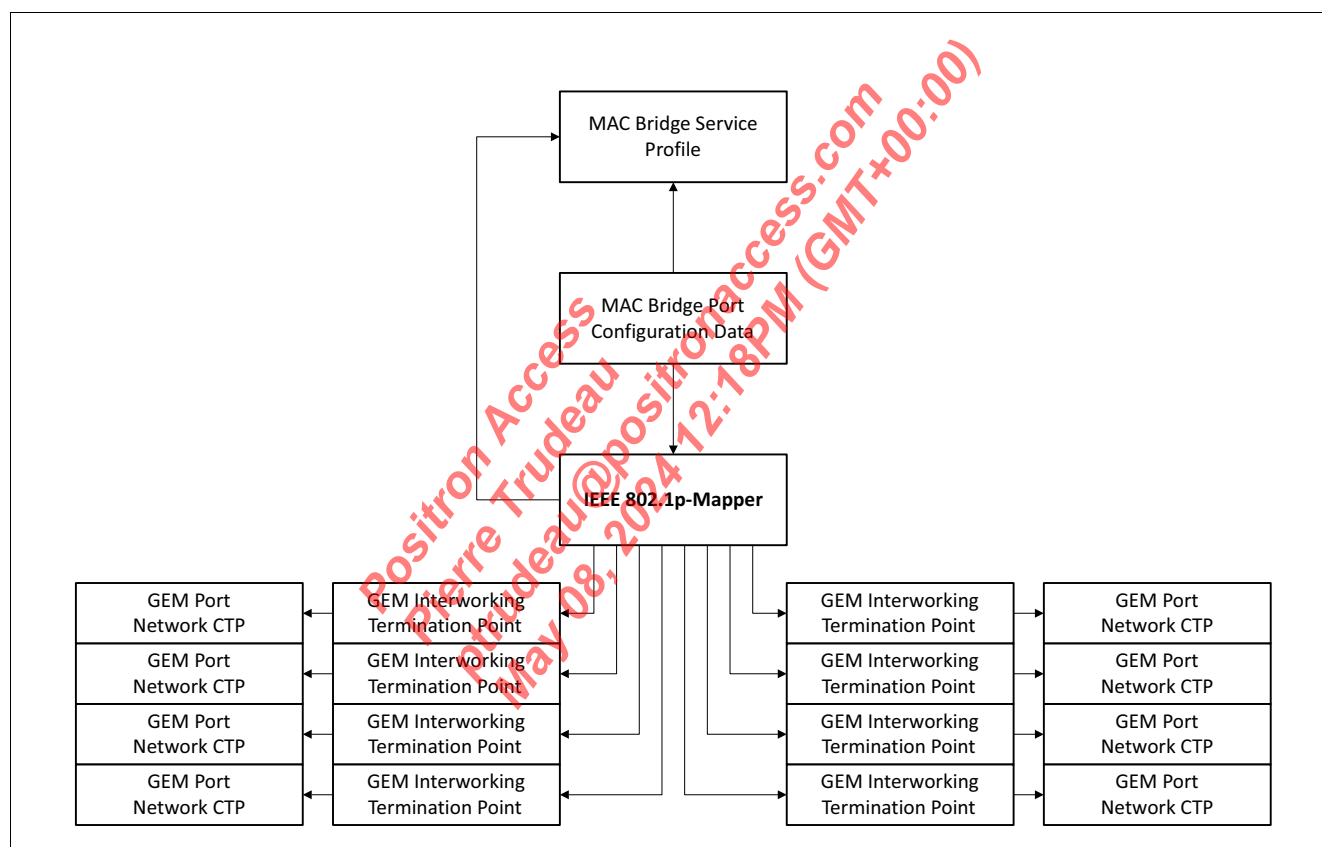 MAC Bridge Service
Profile
MAC Bridge Port
Configuration Data
IEEE 802.1p-Mapper
GEM Port
Network CTP
GEM Interworking
Termination Point
GEM Interworking
Termination Point
GEM Port
Network CTP
GEM Port
Network CTP
GEM Interworking
Termination Point
GEM Interworking
Termination Point
GEM Port
Network CTP
GEM Port
Network CTP
GEM Interworking
Termination Point
GEM Interworking
Termination Point
GEM Port
Network CTP
GEM Port
Network CTP
GEM Interworking
Termination Point
GEM Interworking
Termination Point
GEM Port
Network CTP
Positron Access
Pierre Trudeau
ptrudeau@positronaccess.com
May 08, 2024 12:18PM (GMT+00:00)